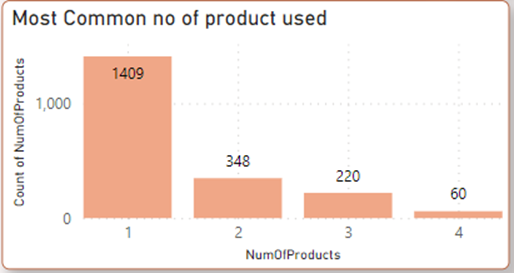 Most Common no of product used
Count of NumOfProducts
1,000
0
1409
348
220
60
1 2 3 4
NumOfProducts